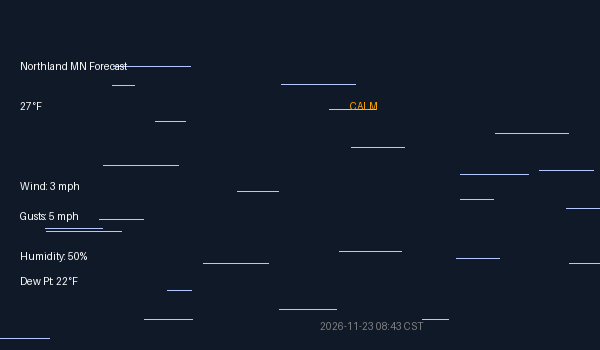 Northland MN Forecast
27°F
CALM
Wind: 3 mph
Gusts: 5 mph
Humidity: 50%
Dew Pt: 22°F
2026-11-23 08:43 CST